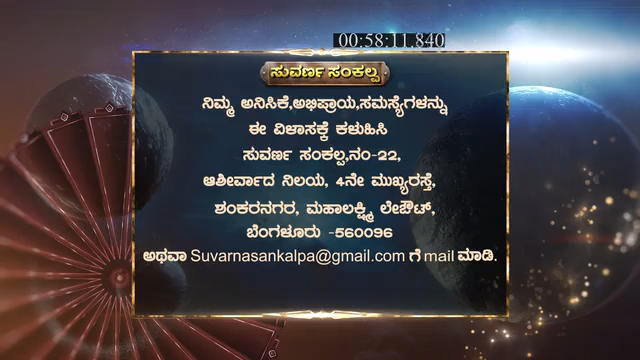 00:58:11.840
ಸುವರ್ಣ ಸಂಕಲ್ಪ
ನಿಮ್ಮ ಅನಿಸಿಕೆ,ಅಭಿಪ್ರಾಯ,ಸಮಸ್ಯೆಗಳನ್ನು
ಈ ವಿಳಾಸಕ್ಕೆ ಕಳುಹಿಸಿ
ಸುವರ್ಣ ಸಂಕಲ್ಪ,ನಂ-22,
ಆಶೀರ್ವಾದ ನಿಲಯ, 4ನೇ ಮುಖ್ಯರಸ್ತೆ,
ಶಂಕರನಗರ, ಮಹಾಲಕ್ಷ್ಮಿ ಲೇಔಟ್,
ಬೆಂಗಳೂರು -560096
ಅಥವಾ Suvarnasankalpa@gmail.com ಗೆ mail ಮಾಡಿ.